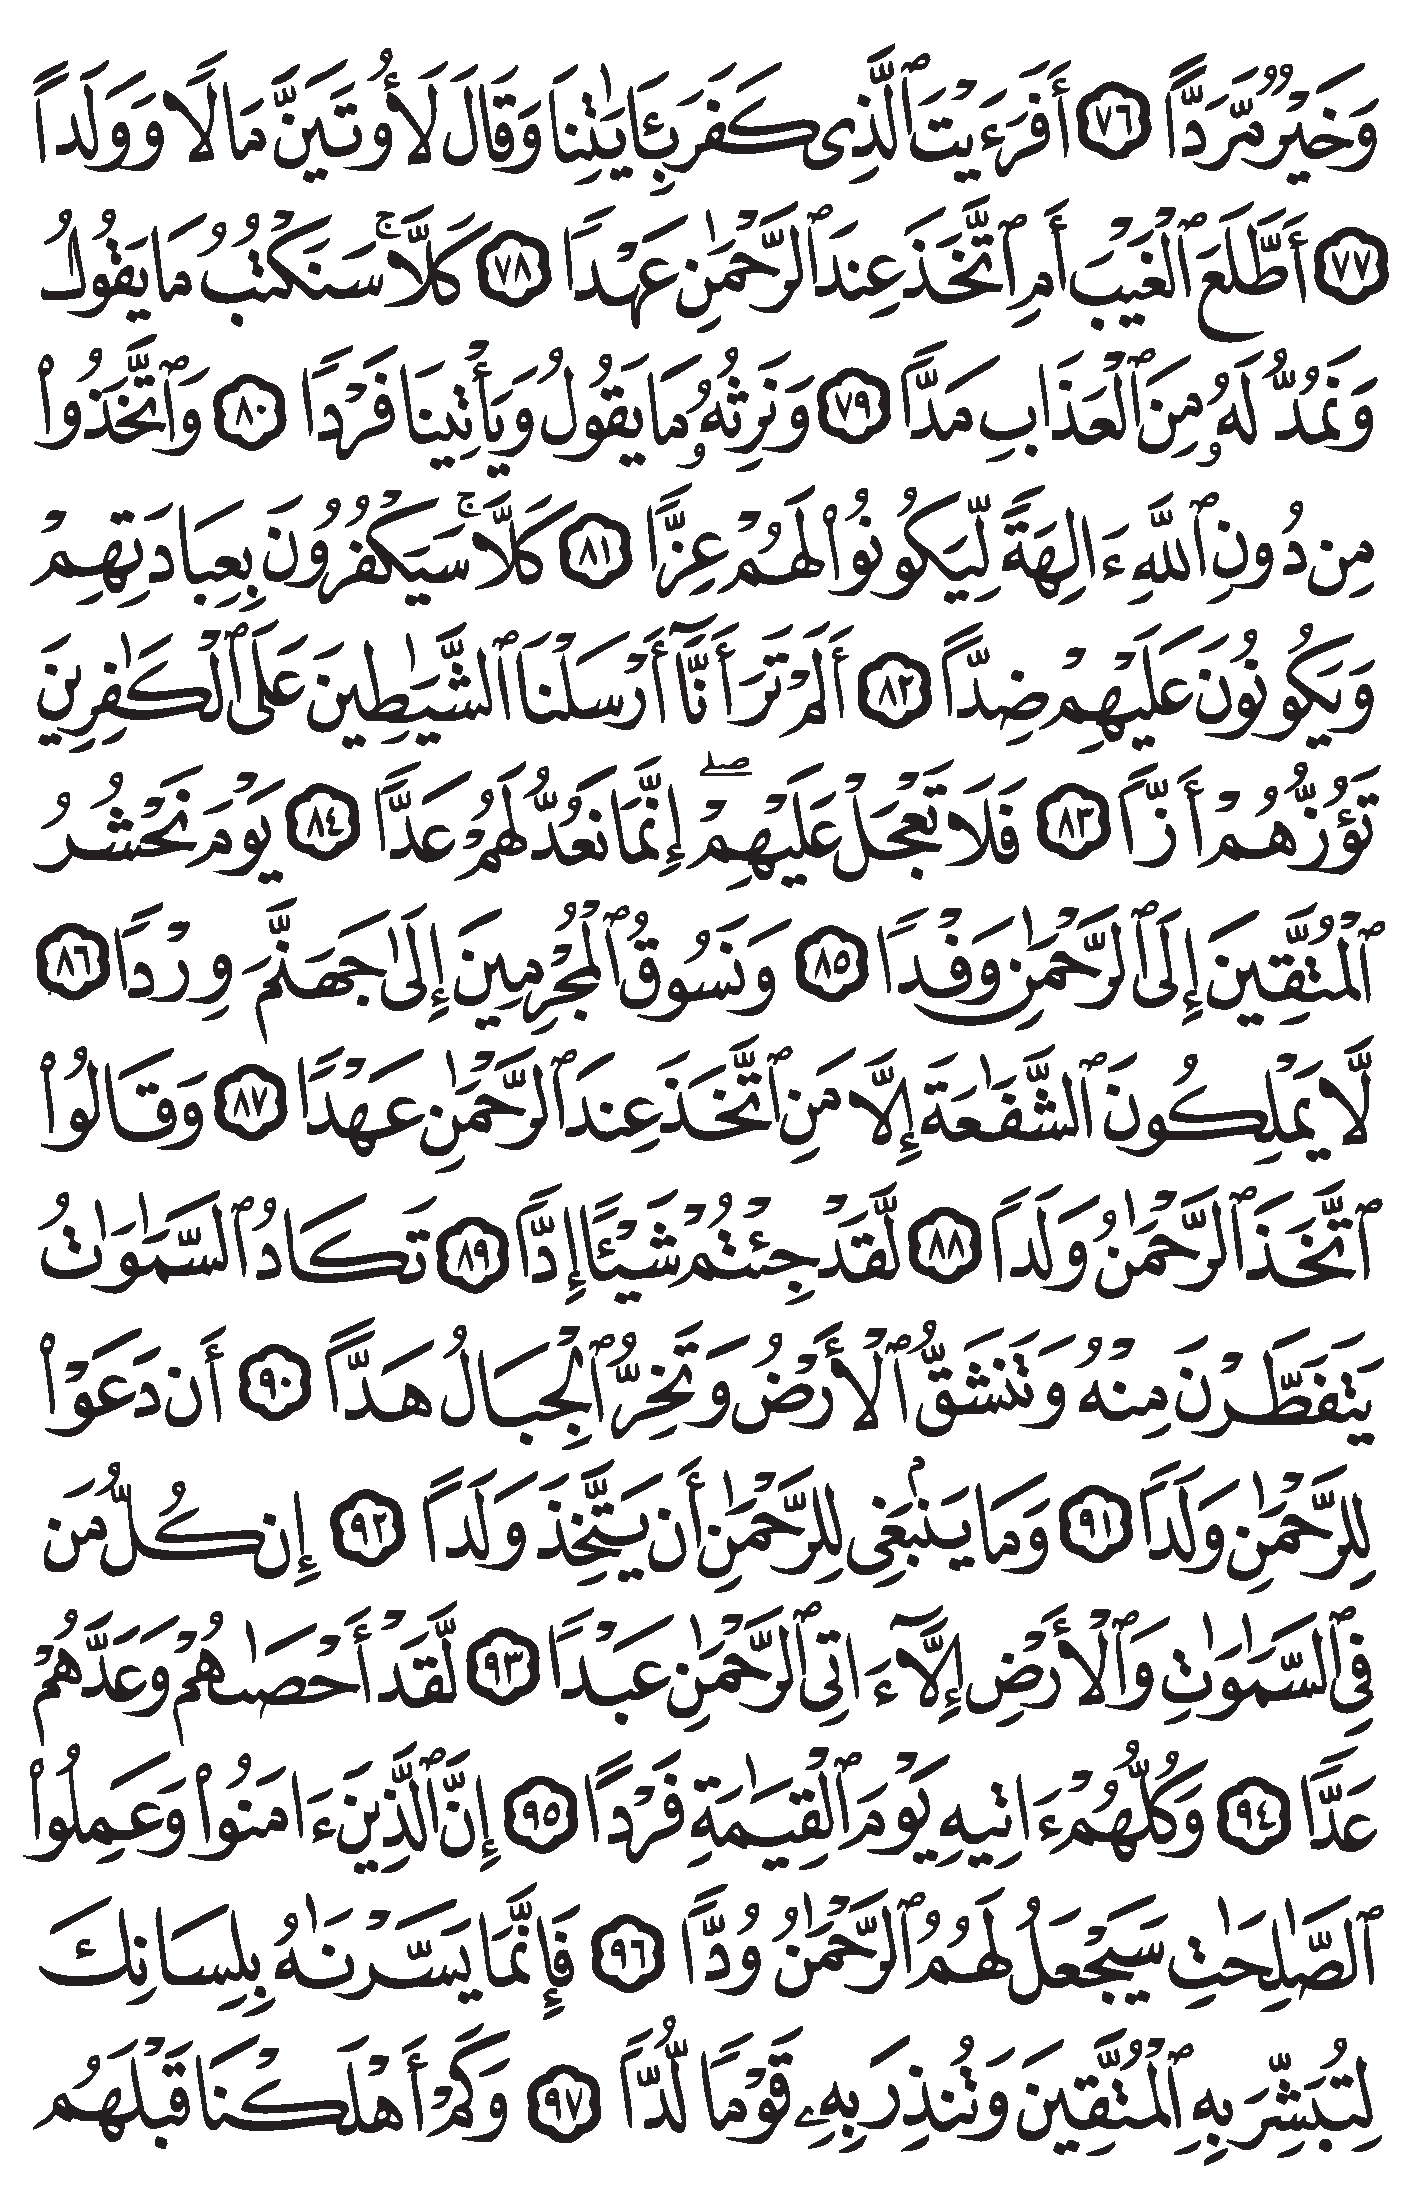 وَخَيْرٌ مَّرَدًّا ٧٦ أَفَرَءَيْتَ ٱلَّذِى كَفَرَ بِـَٔايَٰتِنَا وَقَالَ لَأُوتَيَنَّ مَالًا وَوَلَدًا
٧٧ أَطَّلَعَ ٱلْغَيْبَ أَمِ ٱتَّخَذَ عِندَ ٱلرَّحْمَٰنِ عَهْدًا ٧٨ كَلَّا ۚ سَنَكْتُبُ مَا يَقُولُ
وَنَمُدُّ لَهُۥ مِنَ ٱلْعَذَابِ مَدًّا ٧٩ وَنَرِثُهُۥ مَا يَقُولُ وَيَأْتِينَا فَرْدًا ٨٠ وَٱتَّخَذُوا۟
مِن دُونِ ٱللَّهِ ءَالِهَةً لِّيَكُونُوا۟ لَهُمْ عِزًّا ٨١ كَلَّا ۚ سَيَكْفُرُونَ بِعِبَادَتِهِمْ
وَيَكُونُونَ عَلَيْهِمْ ضِدًّا ٨٢ أَلَمْ تَرَ أَنَّآ أَرْسَلْنَا ٱلشَّيَٰطِينَ عَلَى ٱلْكَٰفِرِينَ
تَؤُزُّهُمْ أَزًّا ٨٣ فَلَا تَعْجَلْ عَلَيْهِمْ ۖ إِنَّمَا نَعُدُّ لَهُمْ عَدًّا ٨٤ يَوْمَ نَحْشُرُ
ٱلْمُتَّقِينَ إِلَى ٱلرَّحْمَٰنِ وَفْدًا ٨٥ وَنَسُوقُ ٱلْمُجْرِمِينَ إِلَىٰ جَهَنَّمَ وِرْدًا ٨٦
لَّا يَمْلِكُونَ ٱلشَّفَٰعَةَ إِلَّا مَنِ ٱتَّخَذَ عِندَ ٱلرَّحْمَٰنِ عَهْدًا ٨٧ وَقَالُوا۟
ٱتَّخَذَ ٱلرَّحْمَٰنُ وَلَدًا ٨٨ لَّقَدْ جِئْتُمْ شَيْـًٔا إِدًّا ٨٩ تَكَادُ ٱلسَّمَٰوَٰتُ
يَتَفَطَّرْنَ مِنْهُ وَتَنشَقُّ ٱلْأَرْضُ وَتَخِرُّ ٱلْجِبَالُ هَدًّا ٩٠ أَن دَعَوْا۟
لِلرَّحْمَٰنِ وَلَدًا ٩١ وَمَا يَنۢبَغِى لِلرَّحْمَٰنِ أَن يَتَّخِذَ وَلَدًا ٩٢ إِن كُلُّ مَن
فِى ٱلسَّمَٰوَٰتِ وَٱلْأَرْضِ إِلَّآ ءَاتِى ٱلرَّحْمَٰنِ عَبْدًا ٩٣ لَّقَدْ أَحْصَىٰهُمْ وَعَدَّهُمْ
عَدًّا ٩٤ وَكُلُّهُمْ ءَاتِيهِ يَوْمَ ٱلْقِيَٰمَةِ فَرْدًا ٩٥ إِنَّ ٱلَّذِينَ ءَامَنُوا۟ وَعَمِلُوا۟
ٱلصَّٰلِحَٰتِ سَيَجْعَلُ لَهُمُ ٱلرَّحْمَٰنُ وُدًّا ٩٦ فَإِنَّمَا يَسَّرْنَٰهُ بِلِسَانِكَ
لِتُبَشِّرَ بِهِ ٱلْمُتَّقِينَ وَتُنذِرَ بِهِۦ قَوْمًا لُّدًّا ٩٧ وَكَمْ أَهْلَكْنَا قَبْلَهُم